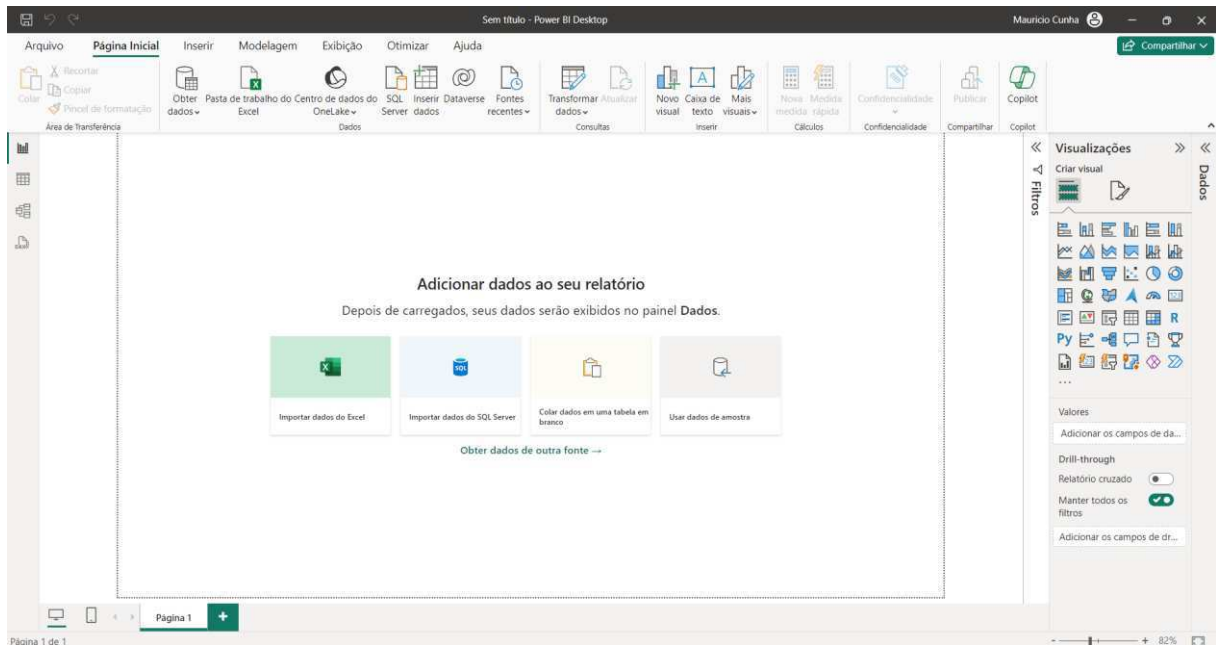 Sem título - Power BI Desktop
Mauricio Cunha
Arquivo Página Inicial Inserir Modelagem Exibição Otimizar Ajuda
Compartilhar
Colar
Recortar
Copiar
Pincel de formatação
Área de Transferência
Obter dados
Pasta de trabalho do Excel
Centro de dados do OneLake
SQL Server
Inserir dados
Dataverse
Fontes recentes
Dados
Transformar dados
Atualizar
Consultas
Novo visual
Caixa de texto
Mais visuais
Inserir
Nova medida
Medida rápida
Cálculos
Confidencialidade
Confidencialidade
Publicar
Compartilhar
Copilot
Copilot
Adicionar dados ao seu relatório
Depois de carregados, seus dados serão exibidos no painel Dados.
Importar dados do Excel
Importar dados do SQL Server
Colar dados em uma tabela em
branco
Usar dados de amostra
Obter dados de outra fonte →
Filtros
Visualizações
Criar visual
R
Py
...
Valores
Adicionar os campos de da...
Drill-through
Relatório cruzado
Manter todos os
filtros
Adicionar os campos de dr...
Dados
Página 1
Página 1 de 1
- + 82%